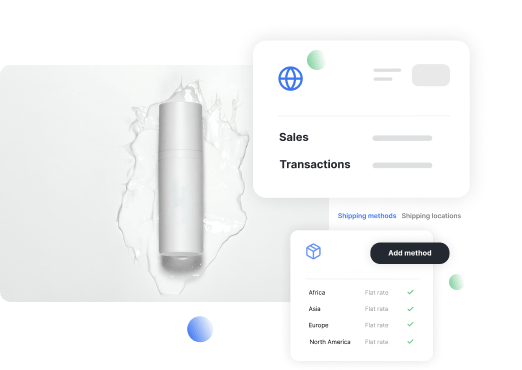 Sales
Transactions
Shipping methods Shipping locations
Add method
Africa Flat rate
Asia Flat rate
Europe Flat rate
North America Flat rate